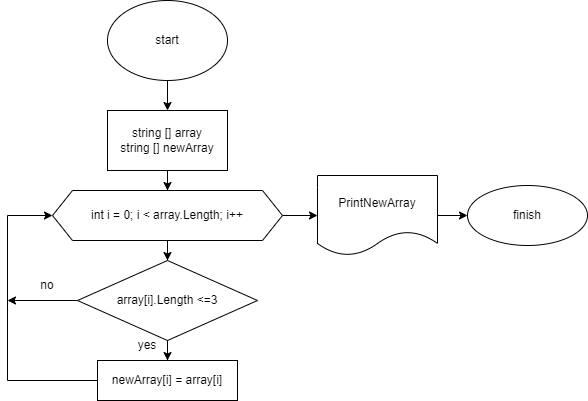 start
string [] array
string [] newArray
int i = 0; i < array.Length; i++
PrintNewArray
finish
no
array[i].Length <=3
yes
newArray[i] = array[i]